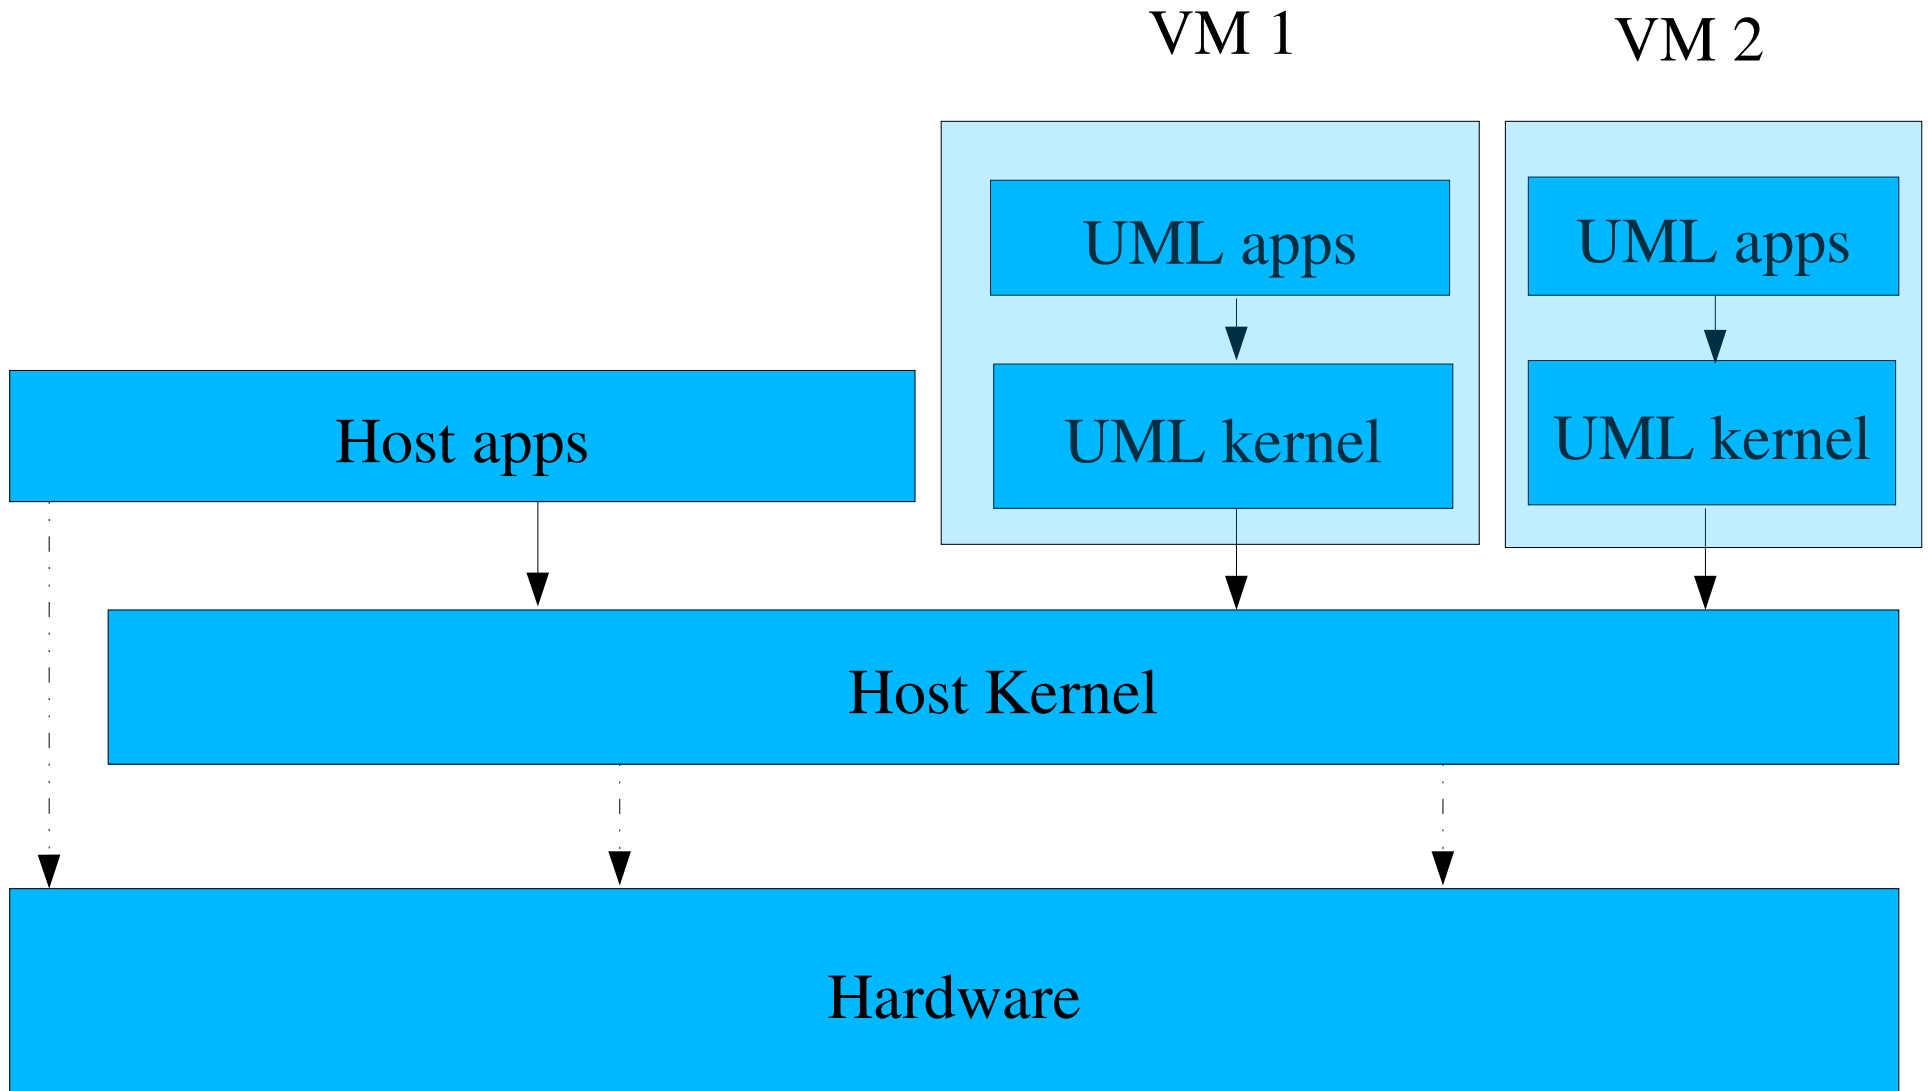 VM 1
VM 2
UML apps
UML apps
Host apps
UML kernel
UML kernel
Host Kernel
Hardware